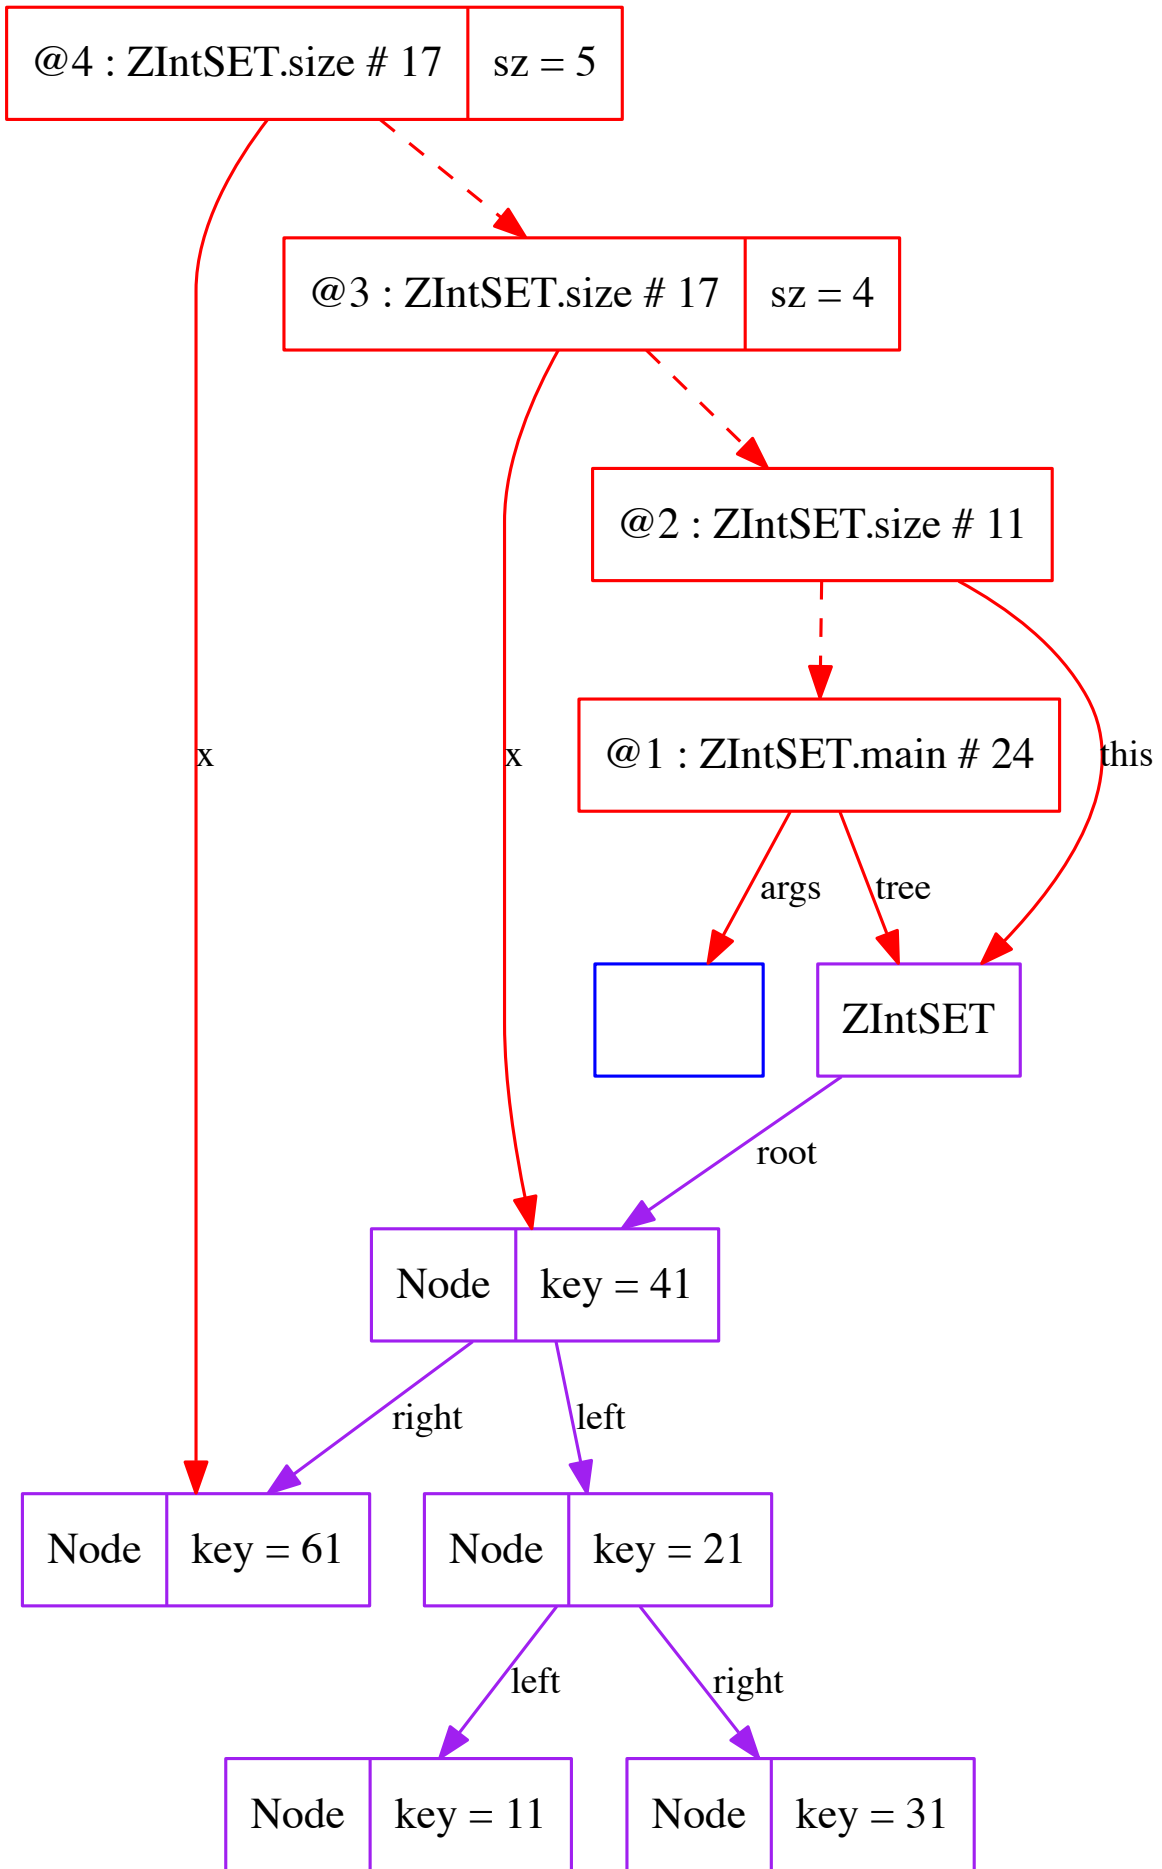 @4 : ZIntSET.size # 17 sz = 5
@3 : ZIntSET.size # 17 sz = 4
@2 : ZIntSET.size # 11
x x @1 : ZIntSET.main # 24 this
args tree
ZIntSET
root
Node key = 41
right left
Node key = 61 Node key = 21
left right
Node key = 11 Node key = 31